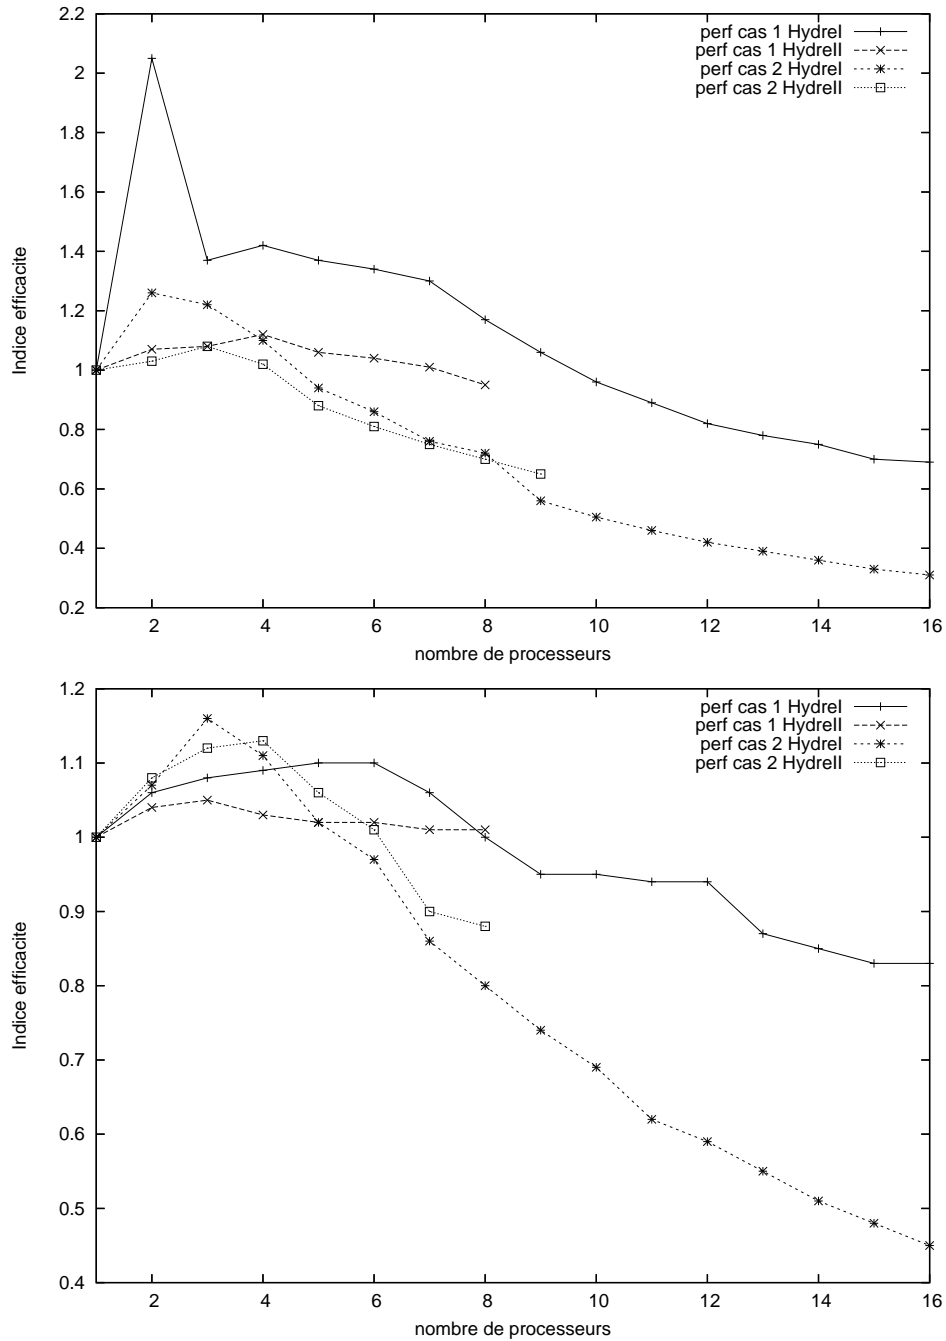 2.2
2
1.8
1.6
1.4
1.2
1
0.8
0.6
0.4
0.2
Indice efficacite
perf cas 1 HydreI
perf cas 1 HydreII
perf cas 2 HydreI
perf cas 2 HydreII
2 4 6 8 10 12 14 16
nombre de processeurs
1.2
1.1
1
0.9
0.8
0.7
0.6
0.5
0.4
Indice efficacite
perf cas 1 HydreI
perf cas 1 HydreII
perf cas 2 HydreI
perf cas 2 HydreII
2 4 6 8 10 12 14 16
nombre de processeurs